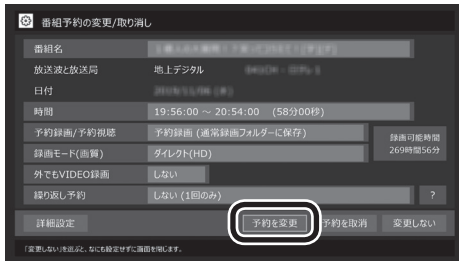 番組予約の変更/取り消し
番組名
放送波と放送局 地上デジタル
日付
時間 19:56:00 ～ 20:54:00 (58分00秒)
予約録画/予約視聴 予約録画 (通常録画フォルダーに保存)
録画可能時間
269時間56分
録画モード(画質) ダイレクト(HD)
外でもVIDEO録画 しない
繰り返し予約 しない (1回のみ) ?
詳細設定 予約を変更 予約を取消 変更しない
「変更しない」を選ぶと、なにも設定せずに画面を閉じます。